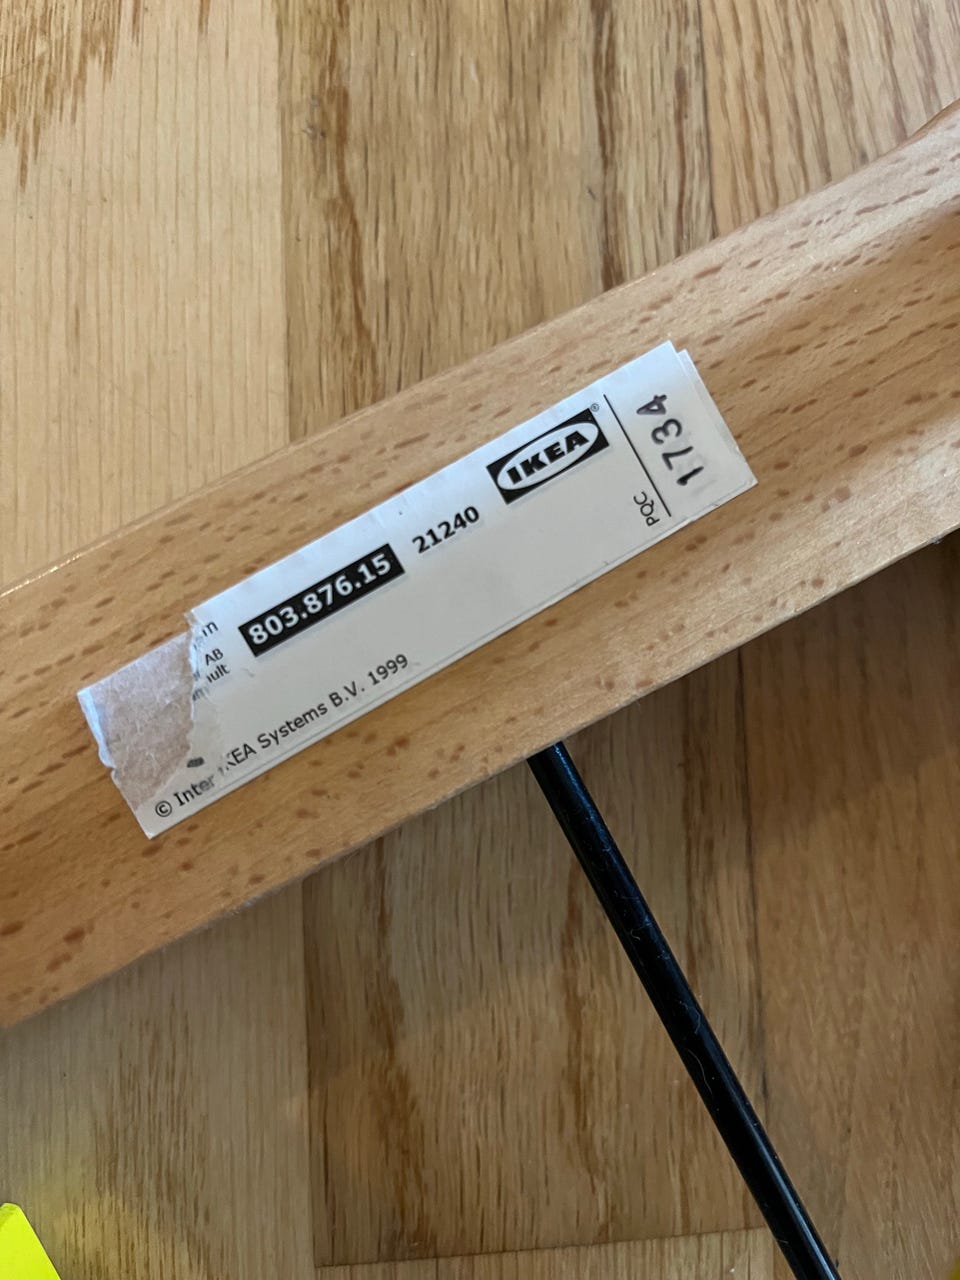 803.876.15 21240 IKEA®
AB
© Inter IKEA Systems B.V. 1999
PQC
1734